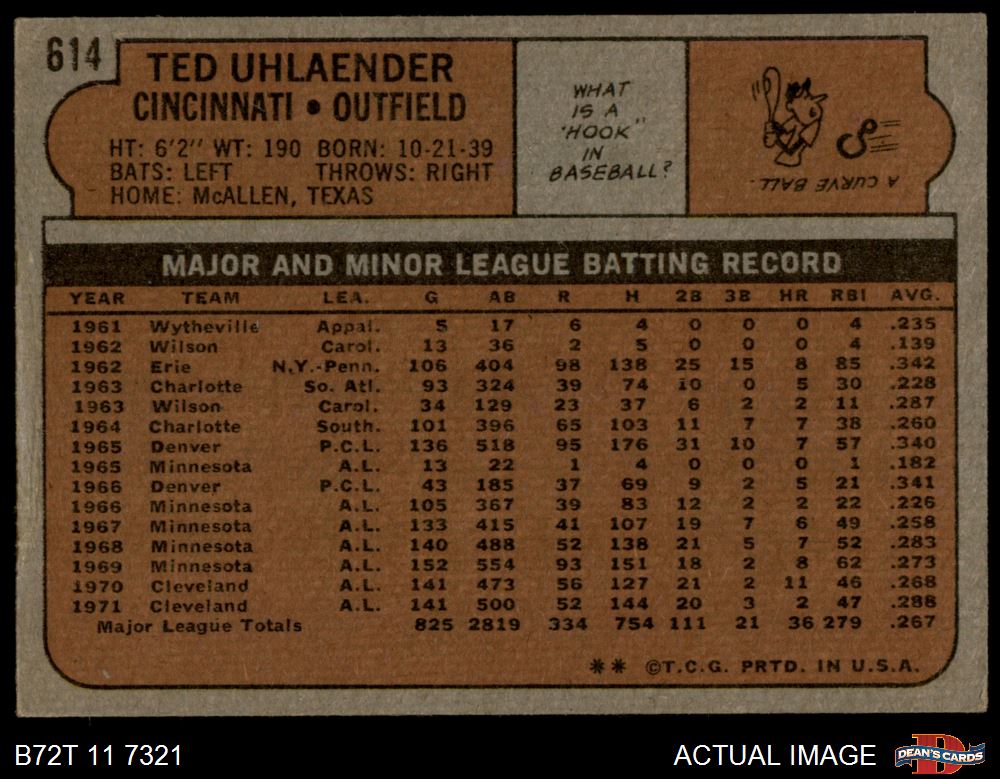 614
TED UHLAENDER
CINCINNATI • OUTFIELD
HT: 6'2" WT: 190 BORN: 10-21-39
BATS: LEFT THROWS: RIGHT
HOME: McALLEN, TEXAS
WHAT
IS A
"HOOK"
IN
BASEBALL?
A CURVE BALL.
MAJOR AND MINOR LEAGUE BATTING RECORD
YEAR TEAM LEA. G AB R H 2B 3B HR RBI AVG.
1961 Wytheville Appal. 5 17 6 4 0 0 0 4 .235
1962 Wilson Carol. 13 36 2 5 0 0 0 4 .139
1962 Erie N.Y.-Penn. 106 404 98 138 25 15 8 85 .342
1963 Charlotte So. Atl. 93 324 39 74 10 0 5 30 .228
1963 Wilson Carol. 34 129 23 37 6 2 2 11 .287
1964 Charlotte South. 101 396 65 103 11 7 7 38 .260
1965 Denver P.C.L. 136 518 95 176 31 10 7 57 .340
1965 Minnesota A.L. 13 22 1 4 0 0 0 1 .182
1966 Denver P.C.L. 43 185 37 69 9 2 5 21 .341
1966 Minnesota A.L. 105 367 39 83 12 2 2 22 .226
1967 Minnesota A.L. 133 415 41 107 19 7 6 49 .258
1968 Minnesota A.L. 140 488 52 138 21 5 7 52 .283
1969 Minnesota A.L. 152 554 93 151 18 2 8 62 .273
1970 Cleveland A.L. 141 473 56 127 21 2 11 46 .268
1971 Cleveland A.L. 141 500 52 144 20 3 2 47 .288
Major League Totals 825 2819 334 754 111 21 36 279 .267
** ©T.C.G. PRTD. IN U.S.A.
B72T 11 7321
ACTUAL IMAGE
DEAN'S CARDS